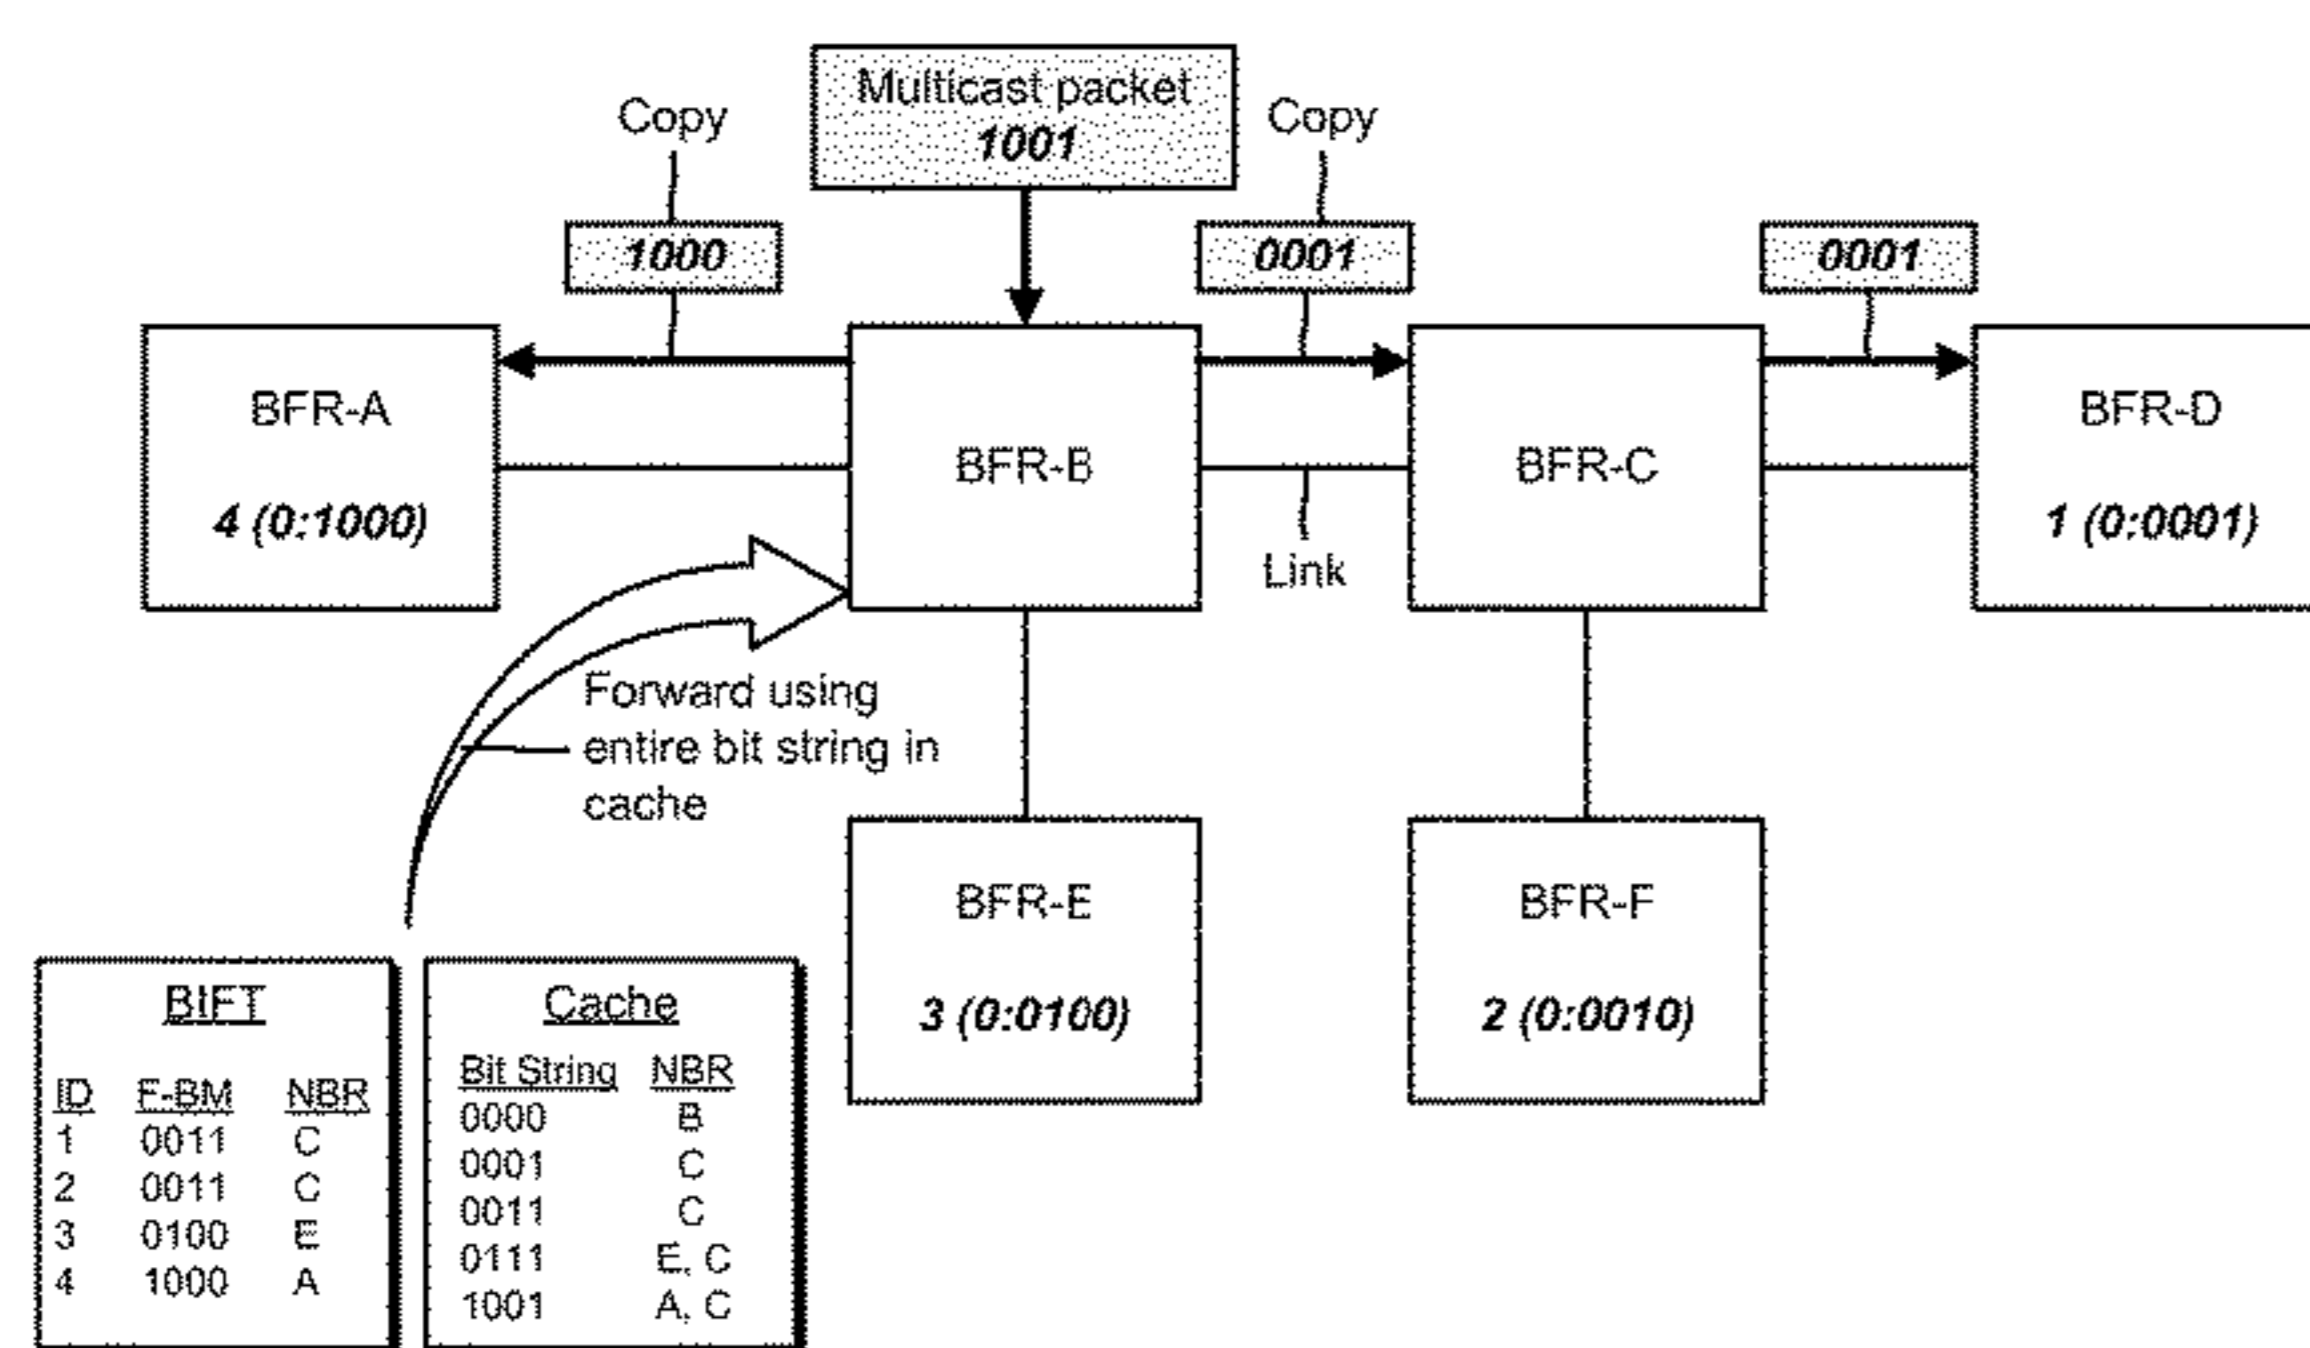 Copy
Multicast packet
1001
Copy
1000
0001
0001
BFR-A
4 (0:1000)
BFR-B
BFR-C
BFR-D
1 (0:0001)
Link
Forward using
entire bit string in
cache
BFR-E
3 (0:0100)
BFR-F
2 (0:0010)
BIFT
ID F-BM NBR
1 0011 C
2 0011 C
3 0100 E
4 1000 A
Cache
Bit String NBR
0000 B
0001 C
0011 C
0111 E, C
1001 A, C